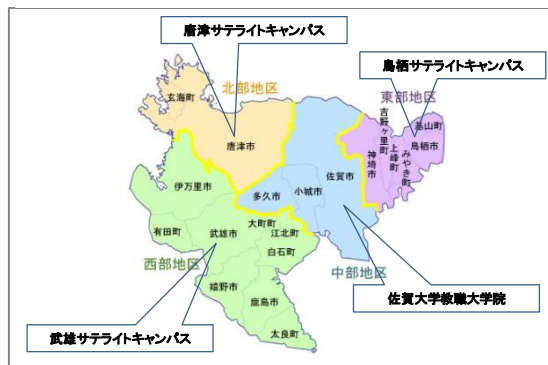 唐津サテライトキャンパス
鳥栖サテライトキャンパス
北部地区
東部地区
玄海町
唐津市
吉野ヶ里町
基山町
鳥栖市
みやき町
上峰町
神埼市
佐賀市
小城市
多久市
伊万里市
大町町
江北町
武雄市
有田町
白石町
西部地区
中部地区
嬉野市
鹿島市
太良町
佐賀大学教職大学院
武雄サテライトキャンパス